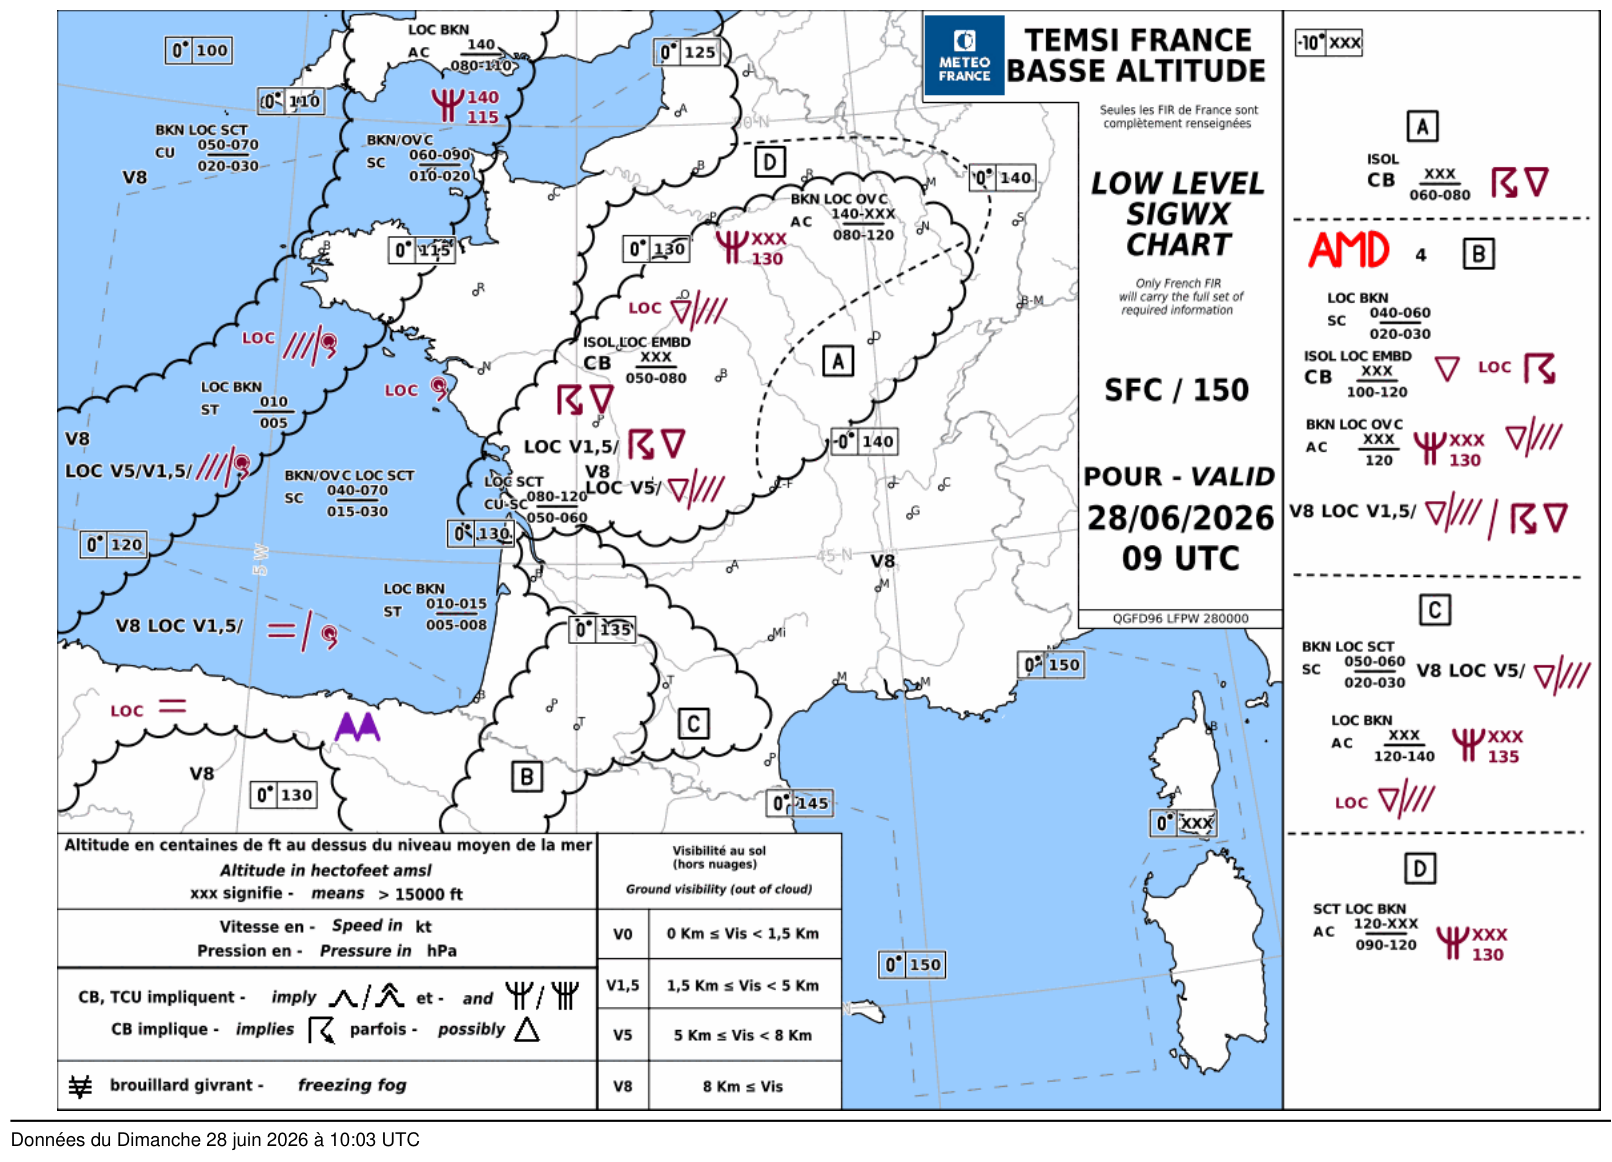 METEO
FRANCE
TEMSI FRANCE
BASSE ALTITUDE
Seules les FIR de France sont
complètement renseignées
LOW LEVEL
SIGWX
CHART
Only French FIR
will carry the full set of
required information
SFC / 150
POUR - VALID
28/06/2026
09 UTC
QGFD96 LFPW 280000
0° 100
0° 110
BKN LOC SCT
CU 050-070
020-030
V8
LOC BKN
AC 140
080-110
140
115
BKN/OVC
SC 060-090
010-020
0° 125
L
A
50°N
B
C
D
R
M
P
0° 140
S
N
BKN LOC OVC
AC 140-XXX
080-120
XXX
130
0° 130
0° 115
B
R
O
LOC
B-M
D
A
ISOL LOC EMBD
CB XXX
050-080
B
N
P
LOC
LOC
LOC BKN
ST 010
005
V8
LOC V5/V1,5/
LOC V1,5/
V8
LOC V5/
0° 140
C-F
L
C
G
BKN/OVC LOC SCT
SC 040-070
015-030
LOC SCT
CU-SC 080-120
050-060
0° 130
0° 120
5°W
45°N
V8
B
A
M
LOC BKN
ST 010-015
005-008
V8 LOC V1,5/
0° 135
Mi
N
0° 150
T
M
M
B
P
T
C
LOC
B
V8
0° 130
P
0° 145
B
A
0° XXX
0° 150
-10° XXX
A
ISOL
CB XXX
060-080
AMD 4 B
LOC BKN
SC 040-060
020-030
ISOL LOC EMBD
CB XXX
100-120
LOC
BKN LOC OVC
AC XXX
120
XXX
130
V8 LOC V1,5/
C
BKN LOC SCT
SC 050-060
020-030
V8 LOC V5/
LOC BKN
AC XXX
120-140
XXX
135
LOC
D
SCT LOC BKN
AC 120-XXX
090-120
XXX
130
Altitude en centaines de ft au dessus du niveau moyen de la mer
Altitude in hectofeet amsl
xxx signifie - means > 15000 ft
Vitesse en - Speed in kt
Pression en - Pressure in hPa
CB, TCU impliquent - imply / et - and /
CB implique - implies parfois - possibly
brouillard givrant - freezing fog
Visibilité au sol
(hors nuages)
Ground visibility (out of cloud)
V0 0 Km ≤ Vis < 1,5 Km
V1,5 1,5 Km ≤ Vis < 5 Km
V5 5 Km ≤ Vis < 8 Km
V8 8 Km ≤ Vis
Données du Dimanche 28 juin 2026 à 10:03 UTC